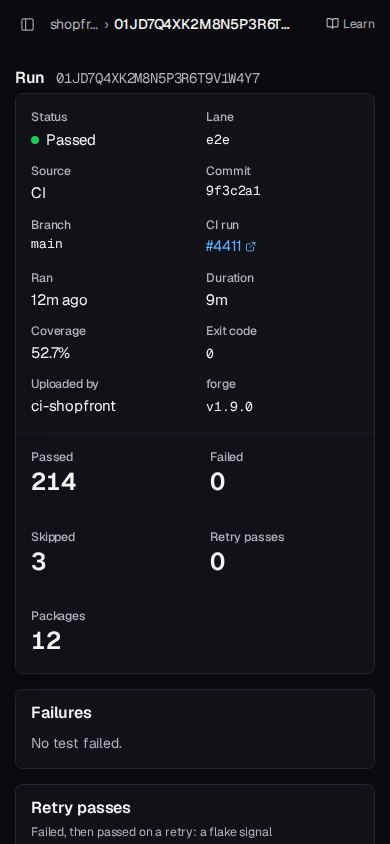 shopfr... › 01JD7Q4XK2M8N5P3R6T... Learn
Run 01JD7Q4XK2M8N5P3R6T9V1W4Y7
Status Lane
Passed e2e
Source Commit
CI 9f3c2a1
Branch CI run
main #4411
Ran Duration
12m ago 9m
Coverage Exit code
52.7% 0
Uploaded by forge
ci-shopfront v1.9.0
Passed Failed
214 0
Skipped Retry passes
3 0
Packages
12
Failures
No test failed.
Retry passes
Failed, then passed on a retry: a flake signal